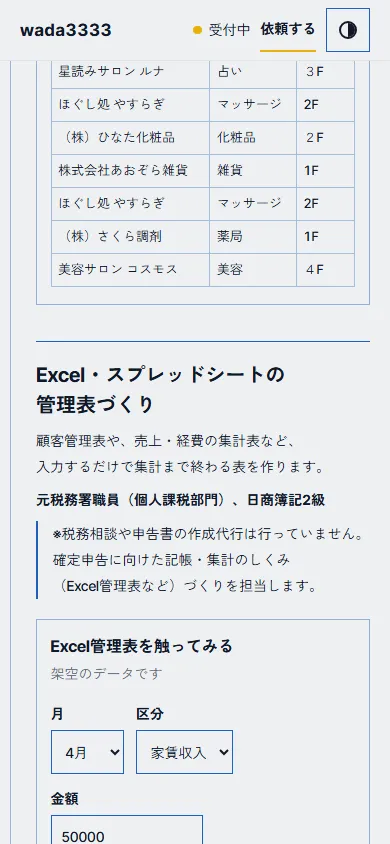 wada3333 受付中 依頼する
星読みサロン ルナ 占い ３F
ほぐし処 やすらぎ マッサージ 2F
（株）ひなた化粧品 化粧品 ２F
株式会社あおぞら雑貨 雑貨 1F
ほぐし処 やすらぎ マッサージ 2F
（株）さくら調剤 薬局 1F
美容サロン コスモス 美容 ４F
Excel・スプレッドシートの
管理表づくり
顧客管理表や、売上・経費の集計表など、
入力するだけで集計まで終わる表を作ります。
元税務署職員（個人課税部門）、日商簿記2級
※税務相談や申告書の作成代行は行っていません。
確定申告に向けた記帳・集計のしくみ
（Excel管理表など）づくりを担当します。
Excel管理表を触ってみる
架空のデータです
月 区分
4月 家賃収入
金額
50000